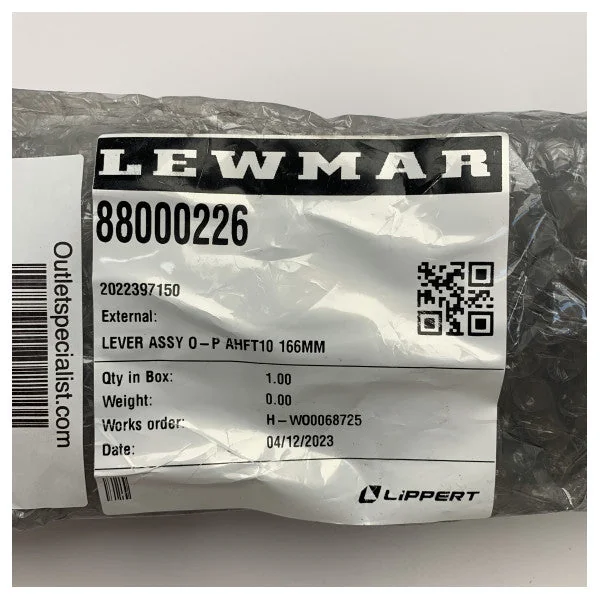 LEWMAR
88000226
2022397150
External:
LEVER ASSY O-P AHFT10 166MM
Qty in Box: 1.00
Weight: 0.00
Works order: H-WO0068725
Date: 04/12/2023
LiPPERT
Outletspecialist.com